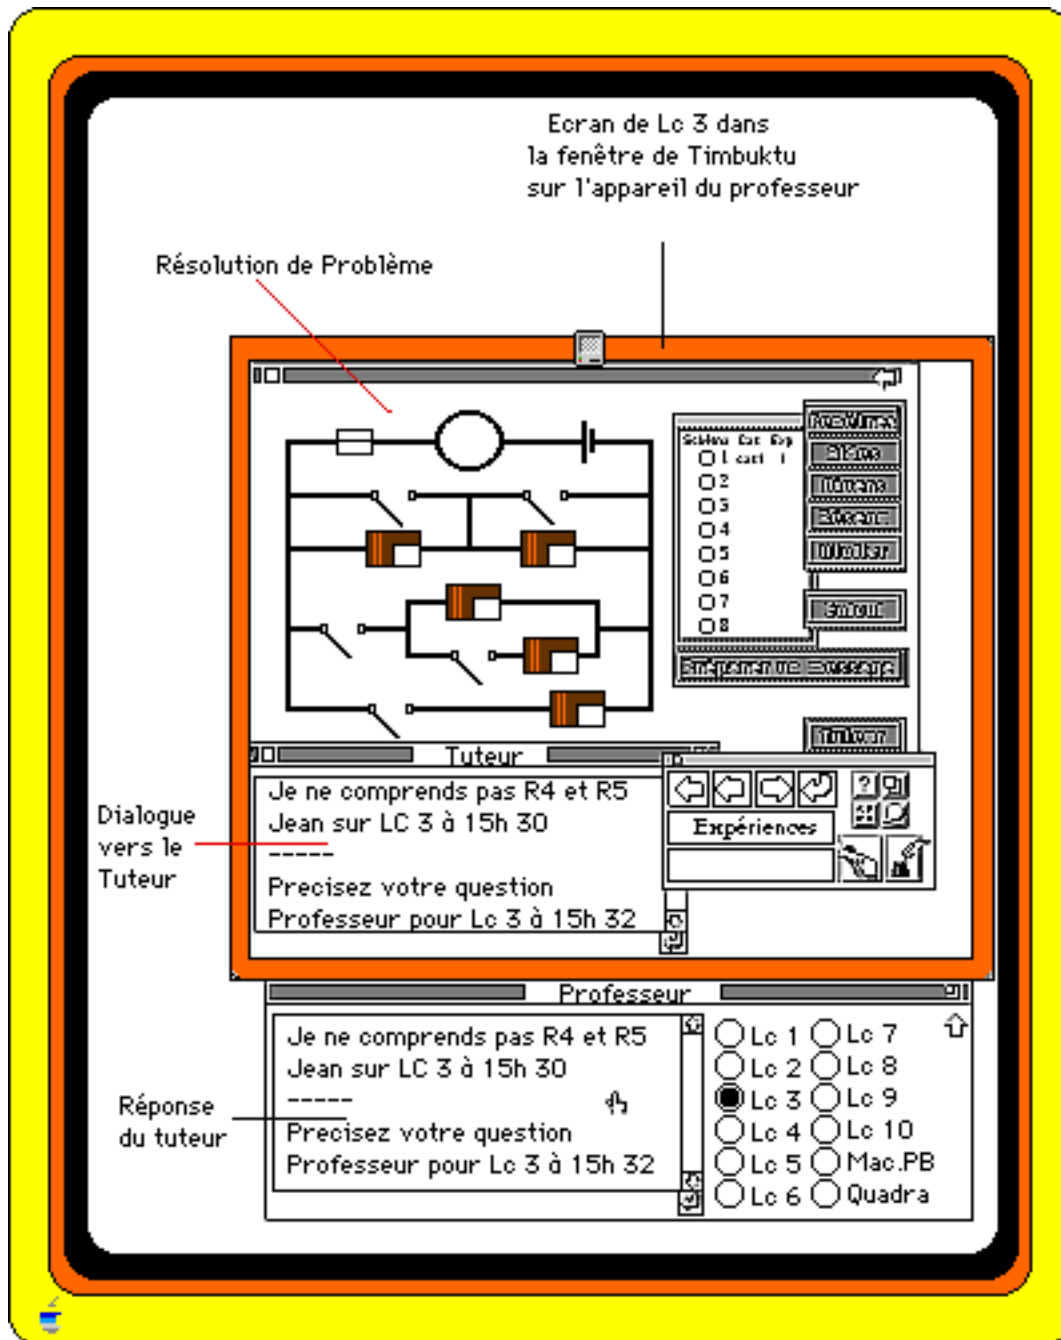 Ecran de Lc 3 dans
la fenêtre de Timbuktu
sur l'appareil du professeur
Résolution de Problème
Schéma Car Exp
1 cart 1
2
3
4
5
6
7
8
Tuteur
Je ne comprends pas R4 et R5
Jean sur LC 3 à 15h 30
-----
Precisez votre question
Professeur pour Lc 3 à 15h 32
?
Expériences
Dialogue
vers le
Tuteur
Professeur
Je ne comprends pas R4 et R5
Jean sur LC 3 à 15h 30
-----
Precisez votre question
Professeur pour Lc 3 à 15h 32
Lc 1 Lc 7
Lc 2 Lc 8
Lc 3 Lc 9
Lc 4 Lc 10
Lc 5 Mac.PB
Lc 6 Quadra
Réponse
du tuteur